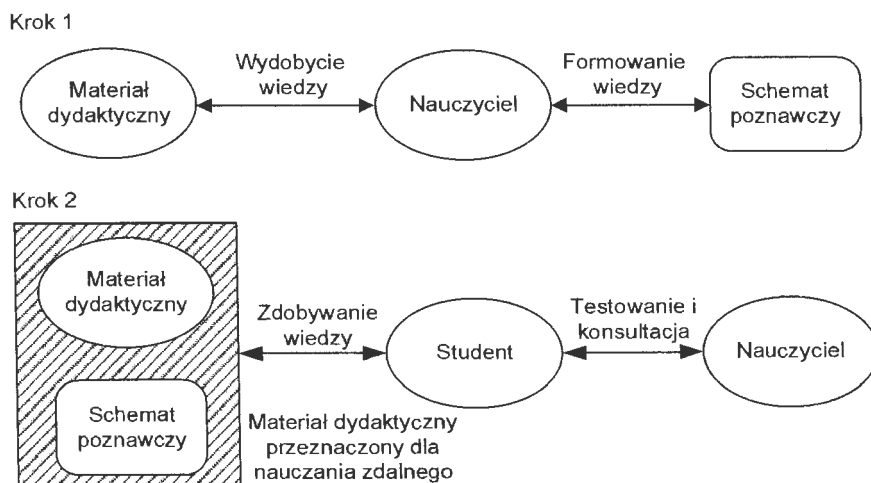 Krok 1
Materiał
dydaktyczny
Wydobycie
wiedzy
Nauczyciel
Formowanie
wiedzy
Schemat
poznawczy
Krok 2
Materiał
dydaktyczny
Schemat
poznawczy
Zdobywanie
wiedzy
Materiał dydaktyczny
przeznaczony dla
nauczania zdalnego
Student
Testowanie i
konsultacja
Nauczyciel